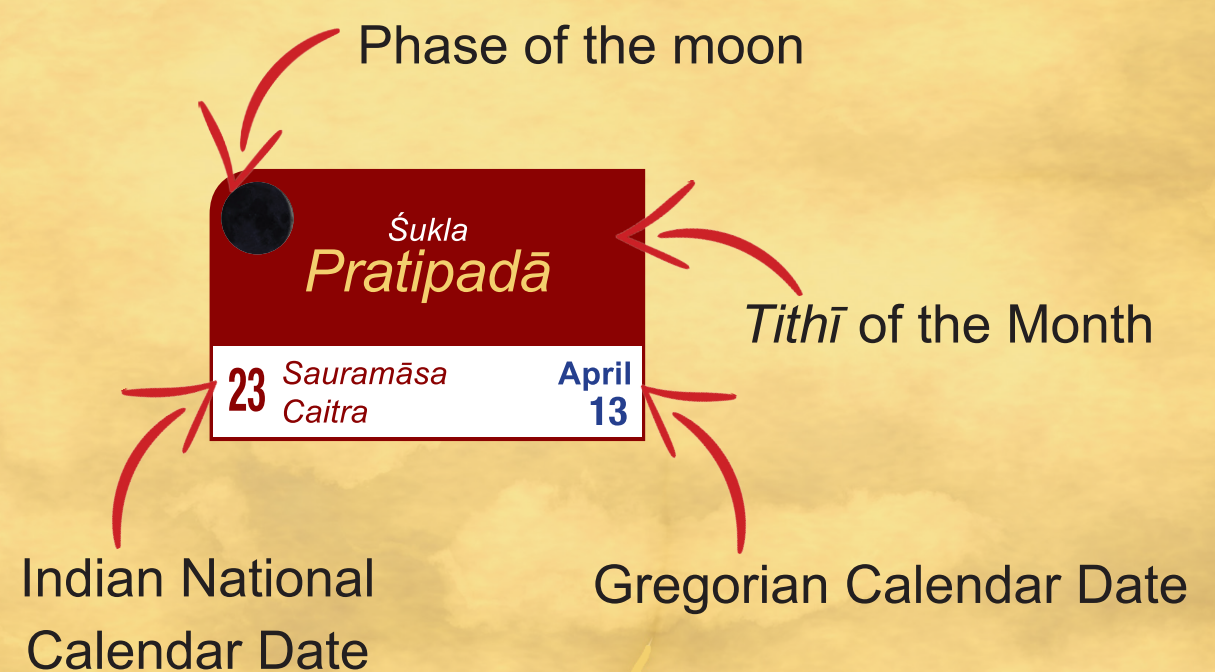 Phase of the moon
Śukla
Pratipadā
Tithī of the Month
23 Sauramāsa April
Caitra 13
Indian National
Calendar Date
Gregorian Calendar Date